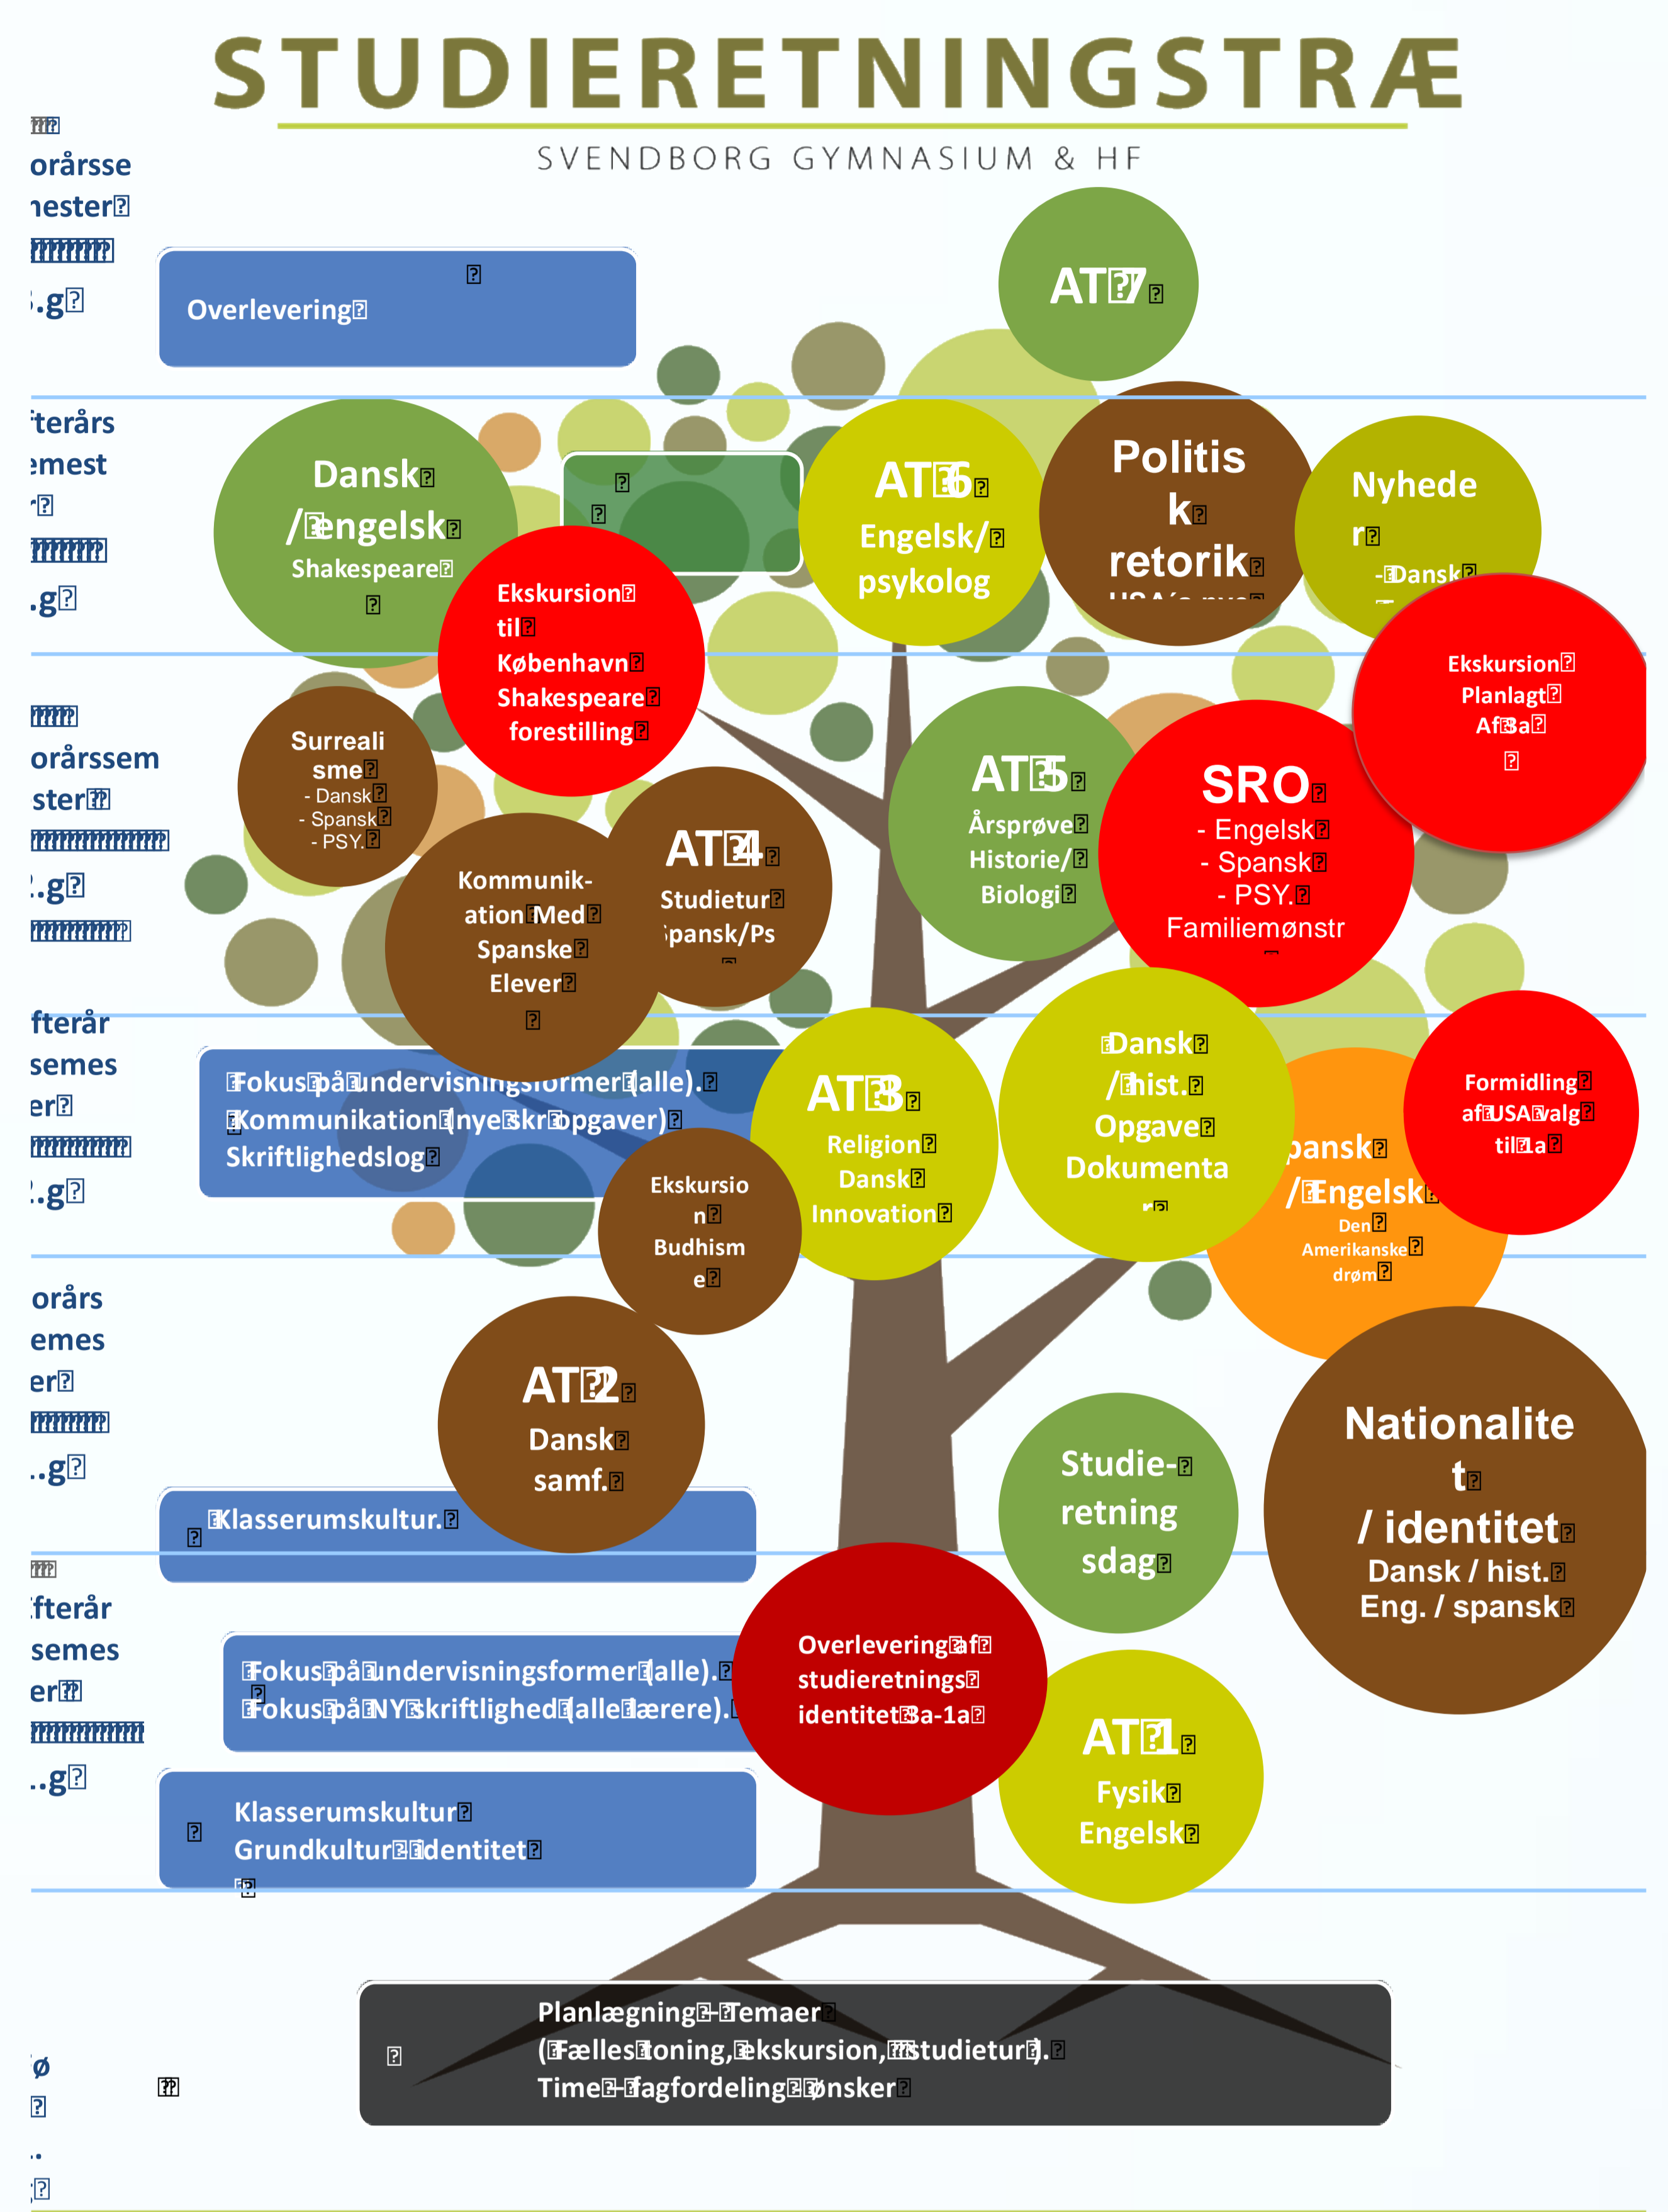 STUDIERETNINGSTRÆ
SVENDBORG GYMNASIUM & HF
orårsse
.g
Overlevering
AT 7
fterårs
emest
r
.g
Dansk
/ engelsk
Shakespeare
AT 6
Engelsk/
psykolog
Politis
k
retorik
Nyhede
r
- Dansk
Ekskursion
til
København
Shakespeare
forestilling
Ekskursion
Planlagt
Af 3a
orårssem
ster
.g
Surreali
sme
- Dansk
- Spansk
- PSY.
Kommunik-
ation Med
Spanske
Elever
AT 4
Studietur
pansk/Ps
AT 5
Årsprøve
Historie/
Biologi
SRO
- Engelsk
- Spansk
- PSY.
Familiemønstr
fterår
semes
er
.g
Fokus på undervisningsformer (alle).
Kommunikation (nye skr opgaver)
Skriftlighedslog
Ekskursio
n
Budhism
e
AT 3
Religion
Dansk
Innovation
Dansk
/ hist.
Opgave
Dokumenta
r
pansk
/ Engelsk
Den
Amerikanske
drøm
Formidling
af USA valg
til 1a
orårs
emes
er
.g
AT 2
Dansk
samf.
Klasserumskultur.
Studie-
retning
sdag
Nationalite
t
/ identitet
Dansk / hist.
Eng. / spansk
fterår
semes
er
.g
Fokus på undervisningsformer (alle).
Fokus på NY skriftlighed (alle lærere).
Overlevering af
studieretnings
identitet 3a-1a
AT 1
Fysik
Engelsk
Klasserumskultur
Grundkultur - identitet
Planlægning – Temaer
( Fælles toning, ekskursion, studietur ).
Time – fagfordeling - ønsker
ø